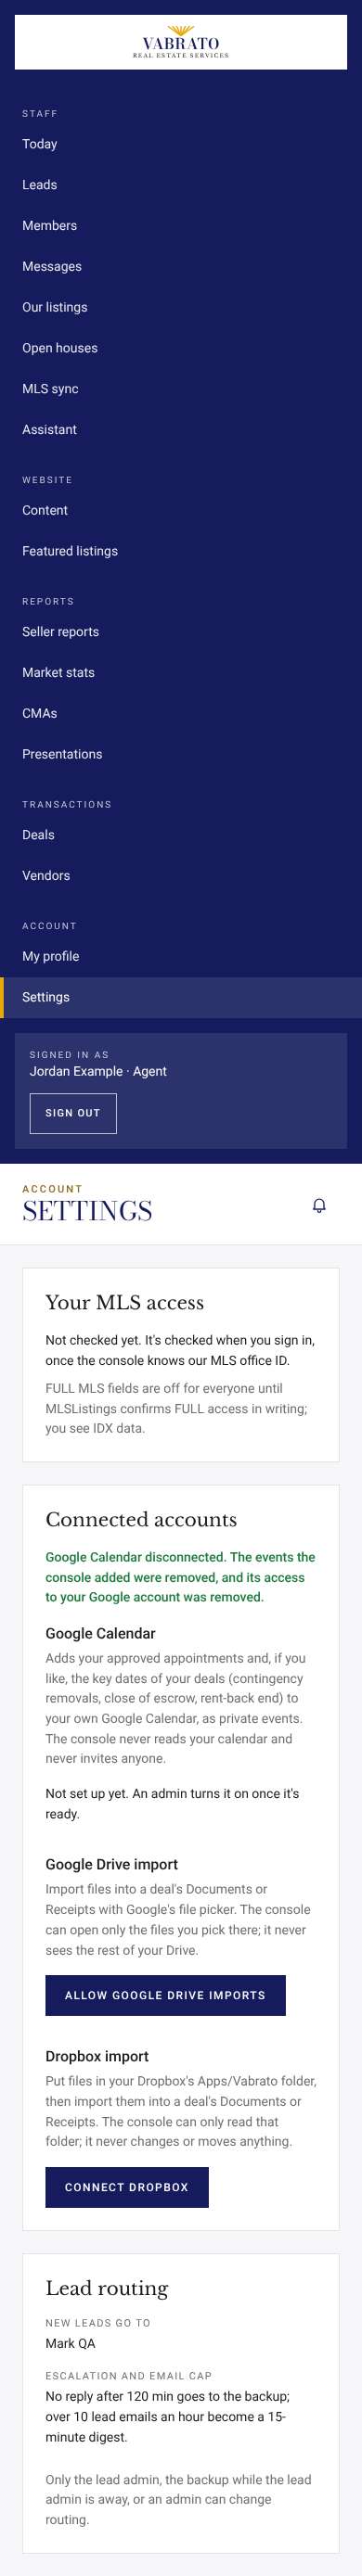 VABRATO
REAL ESTATE SERVICES
STAFF
Today
Leads
Members
Messages
Our listings
Open houses
MLS sync
Assistant
WEBSITE
Content
Featured listings
REPORTS
Seller reports
Market stats
CMAs
Presentations
TRANSACTIONS
Deals
Vendors
ACCOUNT
My profile
Settings
SIGNED IN AS
Jordan Example · Agent
SIGN OUT
ACCOUNT
SETTINGS
Your MLS access
Not checked yet. It's checked when you sign in,
once the console knows our MLS office ID.
FULL MLS fields are off for everyone until
MLSListings confirms FULL access in writing;
you see IDX data.
Connected accounts
Google Calendar disconnected. The events the
console added were removed, and its access
to your Google account was removed.
Google Calendar
Adds your approved appointments and, if you
like, the key dates of your deals (contingency
removals, close of escrow, rent-back end) to
your own Google Calendar, as private events.
The console never reads your calendar and
never invites anyone.
Not set up yet. An admin turns it on once it's
ready.
Google Drive import
Import files into a deal's Documents or
Receipts with Google's file picker. The console
can open only the files you pick there; it never
sees the rest of your Drive.
ALLOW GOOGLE DRIVE IMPORTS
Dropbox import
Put files in your Dropbox's Apps/Vabrato folder,
then import them into a deal's Documents or
Receipts. The console can only read that
folder; it never changes or moves anything.
CONNECT DROPBOX
Lead routing
NEW LEADS GO TO
Mark QA
ESCALATION AND EMAIL CAP
No reply after 120 min goes to the backup;
over 10 lead emails an hour become a 15-
minute digest.
Only the lead admin, the backup while the lead
admin is away, or an admin can change
routing.